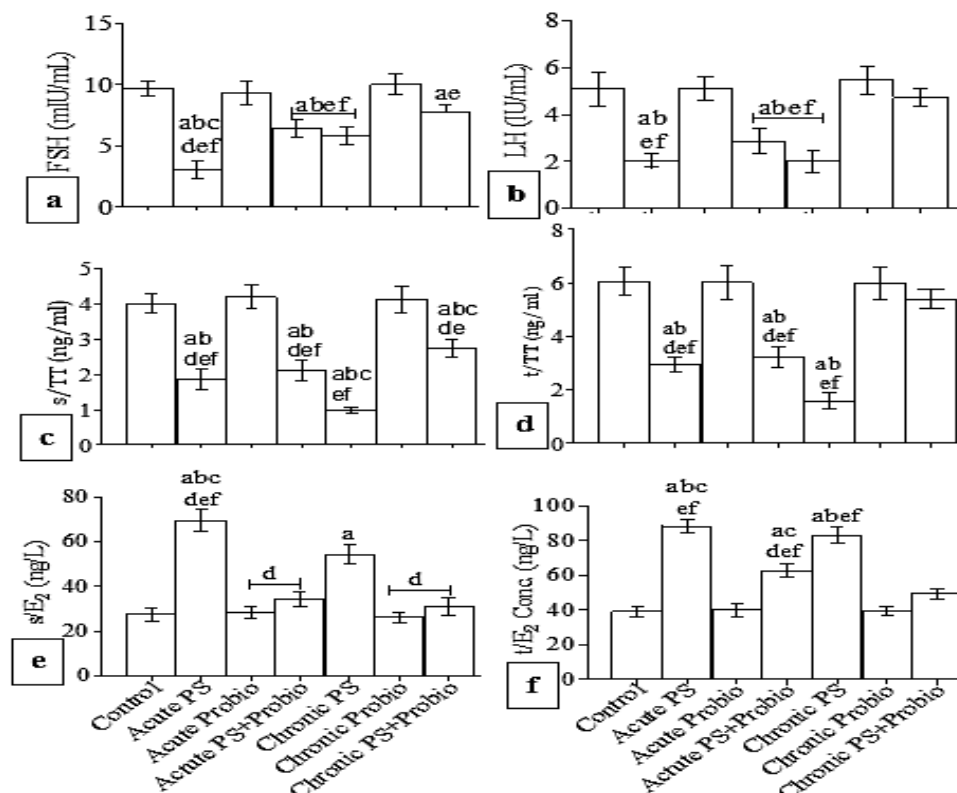 15
10
5
0
FSH (mIU/mL)
abc
def
abef
ae
a
6
4
2
0
LH (IU/mL)
ab
ef
abef
b
5
4
3
2
1
0
s/TT (ng/ml)
ab
def
ab
def
abc
ef
abc
de
c
6
4
2
0
t/TT (ng/ml)
ab
def
ab
def
ab
ef
d
80
60
40
20
0
s/E2 (ng/L)
abc
def
d
a
d
e
100
80
60
40
20
0
t/E2 Conc. (ng/L)
abc
ef
ac
def
abef
f
Control
Acute PS
Acute Probio
Acrute PS+Probio
Chronic PS
Chronic Probio
Chronic PS+Probio
Control
Acute PS
Acute Probio
Acrute PS+Probio
Chronic PS
Chronic Probio
Chronic PS+Probio